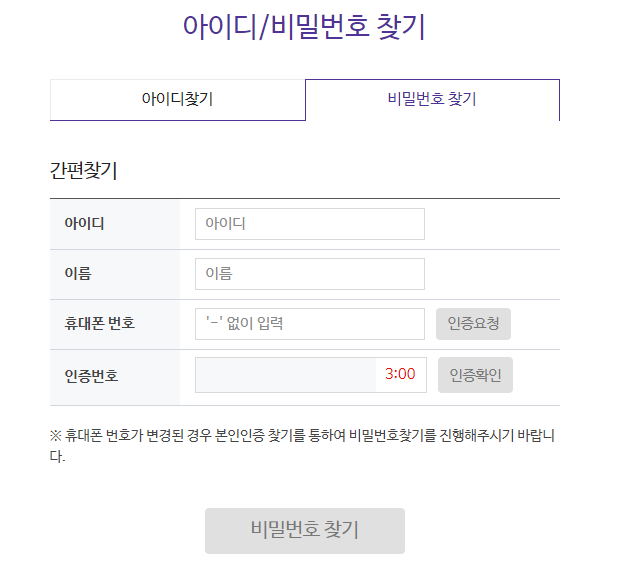 아이디/비밀번호 찾기
아이디찾기
비밀번호 찾기
간편찾기
아이디
아이디
이름
이름
휴대폰 번호
'-' 없이 입력
인증요청
인증번호
3:00
인증확인
※ 휴대폰 번호가 변경된 경우 본인인증 찾기를 통하여 비밀번호찾기를 진행해주시기 바랍니
다.
비밀번호 찾기